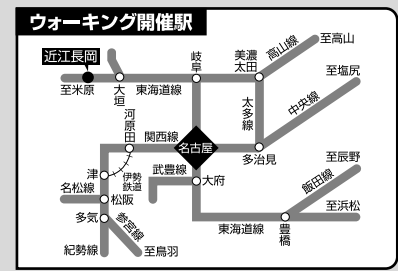 ウォーキング開催駅
近江長岡
至米原
大垣
東海道線
岐阜
美濃太田
高山線
至高山
至塩尻
太多線
中央線
河原田
関西線
名古屋
多治見
津
伊勢鉄道
武豊線
大府
至辰野
飯田線
名松線
松阪
至浜松
多気
参宮線
東海道線
豊橋
紀勢線
至鳥羽